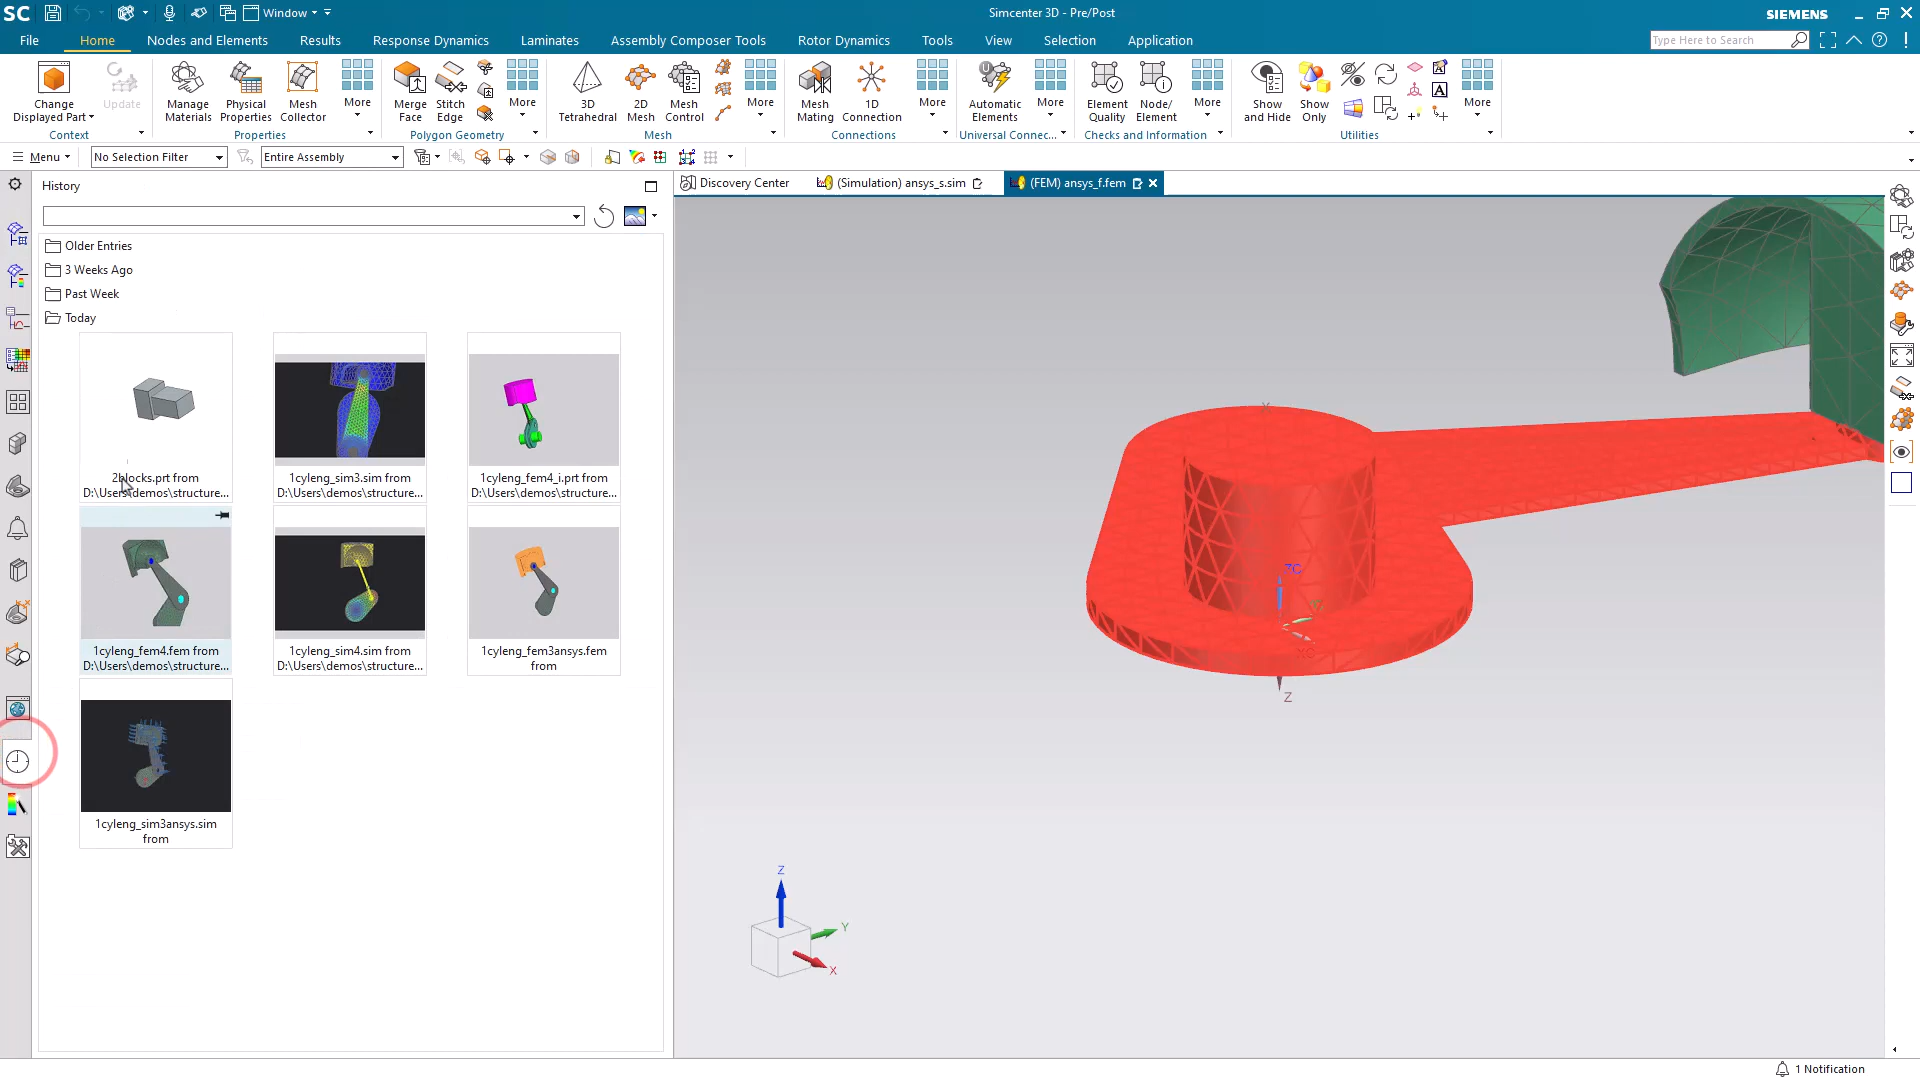 SC
Window
Simcenter 3D - Pre/Post
SIEMENS
File
Home
Nodes and Elements
Results
Response Dynamics
Laminates
Assembly Composer Tools
Rotor Dynamics
Tools
View
Selection
Application
Type Here to Search
Change
Displayed Part
Update
Manage
Materials
Physical
Properties
Mesh
Collector
More
Merge
Face
Stitch
Edge
More
3D
Tetrahedral
2D
Mesh
Mesh
Control
More
Mesh
Mating
1D
Connection
More
Automatic
Elements
More
Element
Quality
Node/
Element
More
Show
and Hide
Show
Only
More
Context
Properties
Polygon Geometry
Mesh
Connections
Universal Connec...
Checks and Information
Utilities
Menu
No Selection Filter
Entire Assembly
History
Discovery Center
(Simulation) ansys_s.sim
(FEM) ansys_f.fem
Older Entries
3 Weeks Ago
Past Week
Today
2blocks.prt from
D:\Users\demos\structure...
1cyleng_sim3.sim from
D:\Users\demos\structure...
1cyleng_fem4_i.prt from
D:\Users\demos\structure...
1cyleng_fem4.fem from
D:\Users\demos\structure...
1cyleng_sim4.sim from
D:\Users\demos\structure...
1cyleng_fem3ansys.fem
from
1cyleng_sim3ansys.sim
from
X
ZC
XC
Z
Z
Y
X
1 Notification